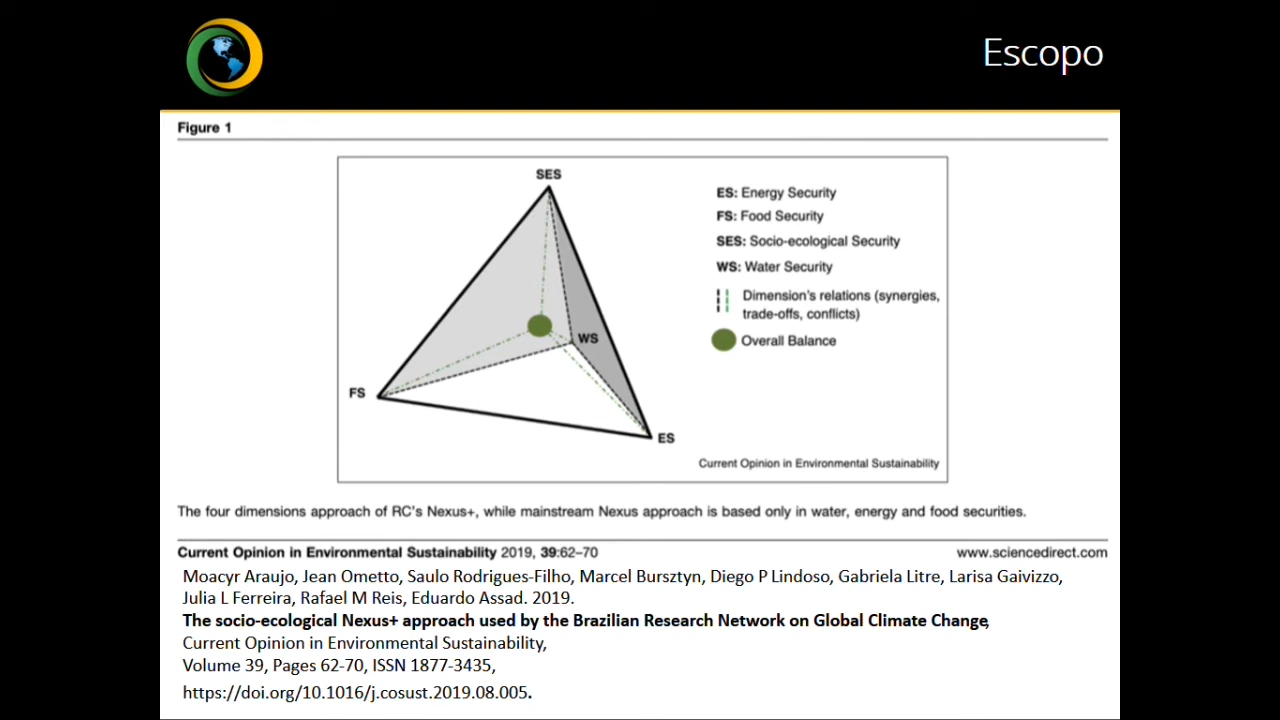 Escopo
Figure 1
SES
WS
FS
ES
ES: Energy Security
FS: Food Security
SES: Socio-ecological Security
WS: Water Security
Dimension's relations (synergies,
trade-offs, conflicts)
Overall Balance
Current Opinion in Environmental Sustainability
The four dimensions approach of RC's Nexus+, while mainstream Nexus approach is based only in water, energy and food securities.
Current Opinion in Environmental Sustainability 2019, 39:62–70 www.sciencedirect.com
Moacyr Araujo, Jean Ometto, Saulo Rodrigues-Filho, Marcel Bursztyn, Diego P Lindoso, Gabriela Litre, Larisa Gaivizzo,
Julia L Ferreira, Rafael M Reis, Eduardo Assad. 2019.
The socio-ecological Nexus+ approach used by the Brazilian Research Network on Global Climate Change,
Current Opinion in Environmental Sustainability,
Volume 39, Pages 62-70, ISSN 1877-3435,
https://doi.org/10.1016/j.cosust.2019.08.005.